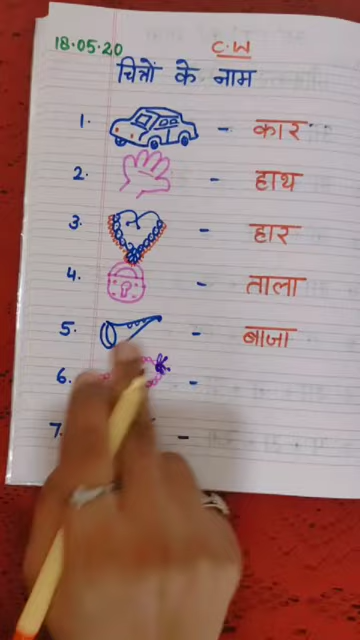 18.05.20 C.W
चित्रों के नाम
1. - कार
2. - हाथ
3. - हार
4. - ताला
5. - बाजा
6. -
7. -